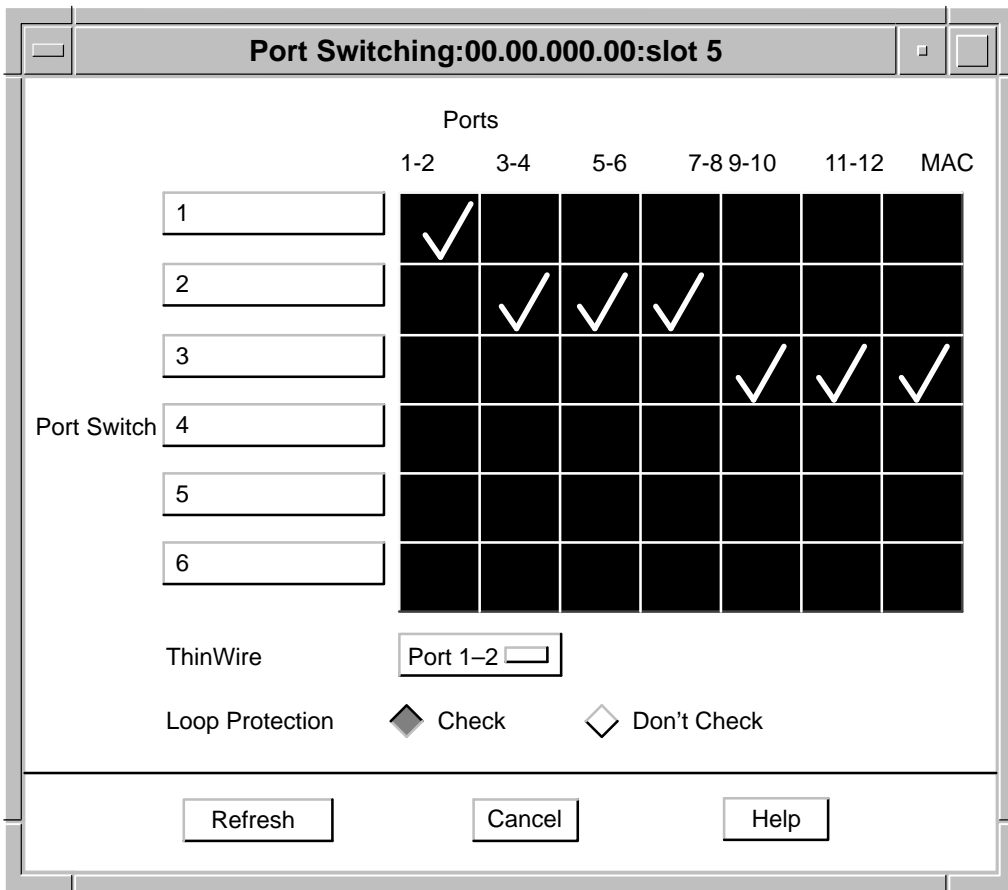 Port Switching:00.00.000.00:slot 5
Ports
1-2 3-4 5-6 7-8 9-10 11-12 MAC
1
2
3
Port Switch 4
5
6
ThinWire Port 1–2
Loop Protection Check Don't Check
Refresh Cancel Help